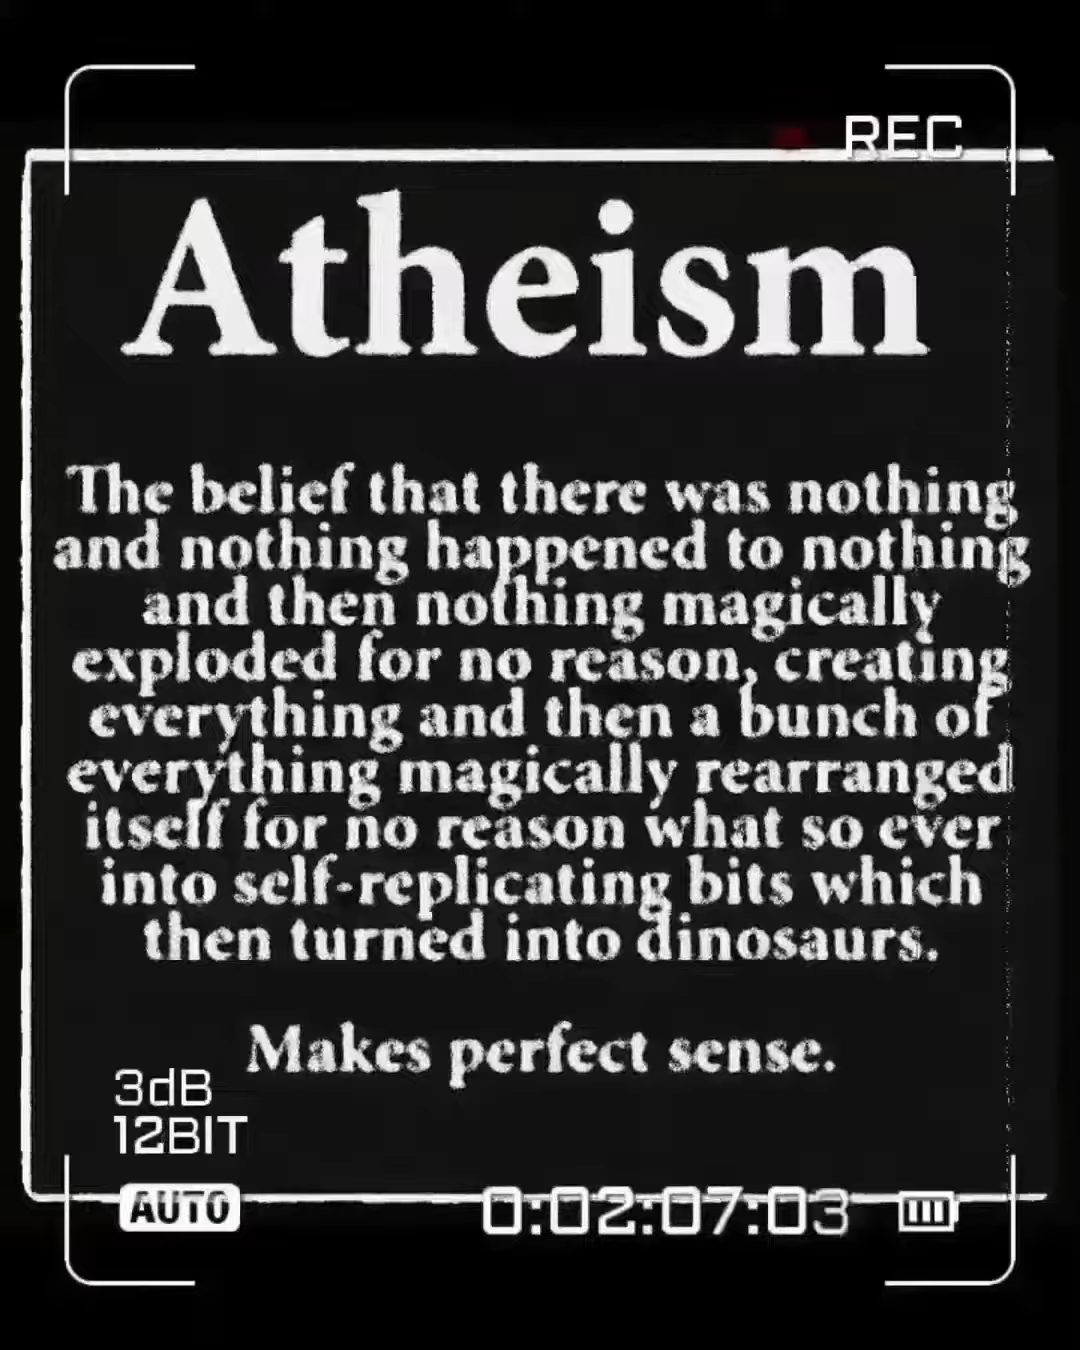 REC
Atheism
The belief that there was nothing
and nothing happened to nothing
and then nothing magically
exploded for no reason, creating
everything and then a bunch of
everything magically rearranged
itself for no reason what so ever
into self-replicating bits which
then turned into dinosaurs.
Makes perfect sense.
3dB
12BIT
AUTO
0:02:07:03